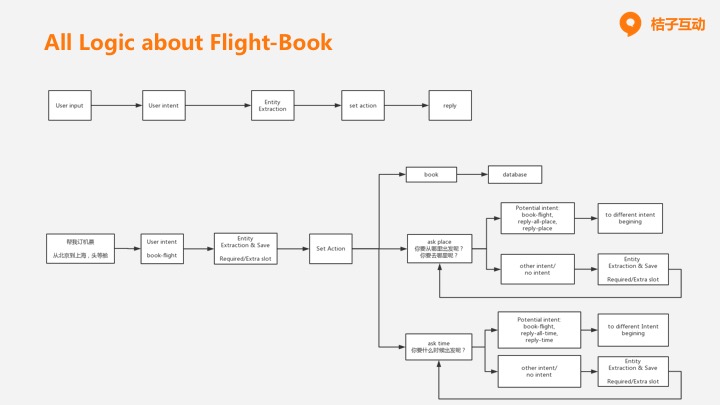 桔子互动
All Logic about Flight-Book
User input
User intent
Entity
Extraction
set action
reply
book
database
帮我订机票
从北京到上海，头等舱
User intent
book-flight
Entity
Extraction & Save
Required/Extra slot
Set Action
ask place
你要从哪里出发呢？
你要去哪里呢？
Potential intent:
book-flight,
reply-all-place,
reply-place
to different intent
begining
other intent/
no intent
Entity
Extraction & Save
Required/Extra slot
ask time
你要什么时候出发呢？
Potential intent:
book-flight,
reply-all-time,
reply-time
to different Intent
begining
other intent/
no intent
Entity
Extraction & Save
Required/Extra slot